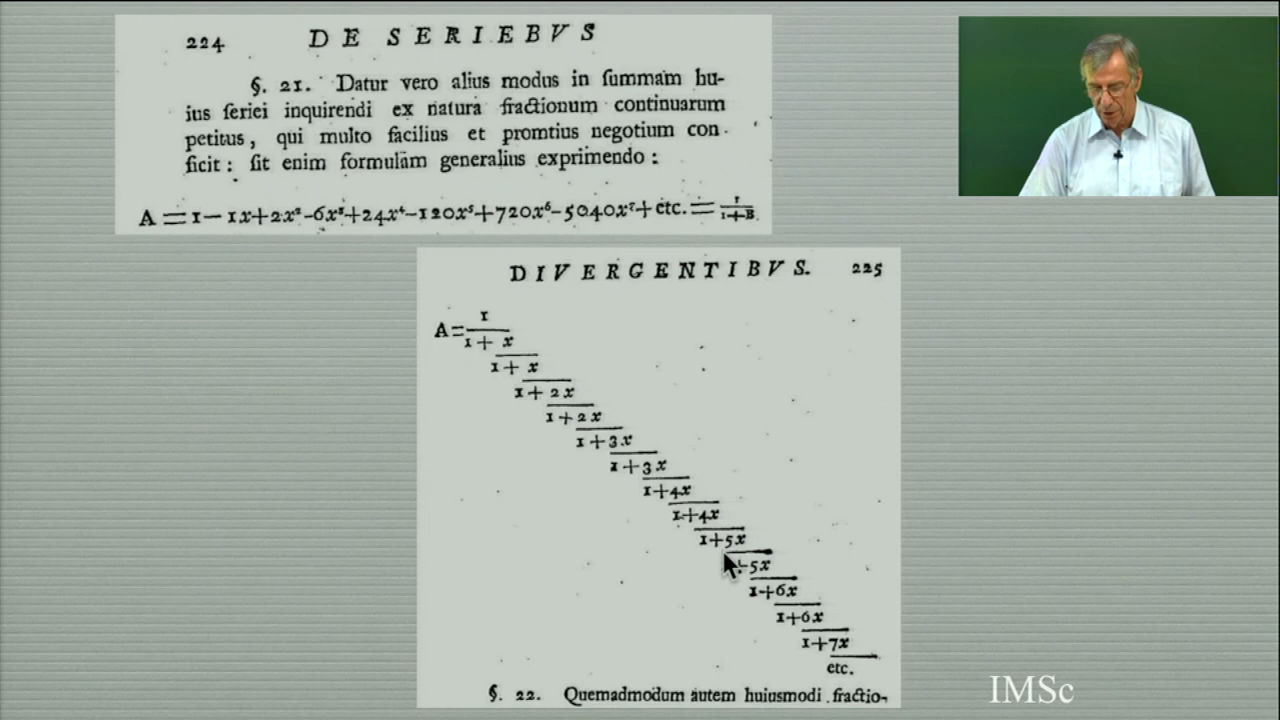 224 DE SERIEBVS
§. 21. Datur vero alius modus in ſummam hu-
ius ſeriei inquirendi ex natura fractionum continuarum
petitus, qui multo facilius et promtius negotium con-
ficit: ſit enim formulam generalius exprimendo:
A = 1 − 1x + 2x² − 6x³ + 24x⁴ − 120x⁵ + 720x⁶ − 5040x⁷ + etc. = 1/1+B
DIVERGENTIBVS. 225
1
A=
1 + x
1 + x
1 + 2x
1 + 2x
1 + 3x
1 + 3x
1 + 4x
1 + 4x
1 + 5x
+ 5x
1 + 6x
1 + 6x
1 + 7x
etc.
§. 22. Quemadmodum autem huiusmodi fractio-
IMSc